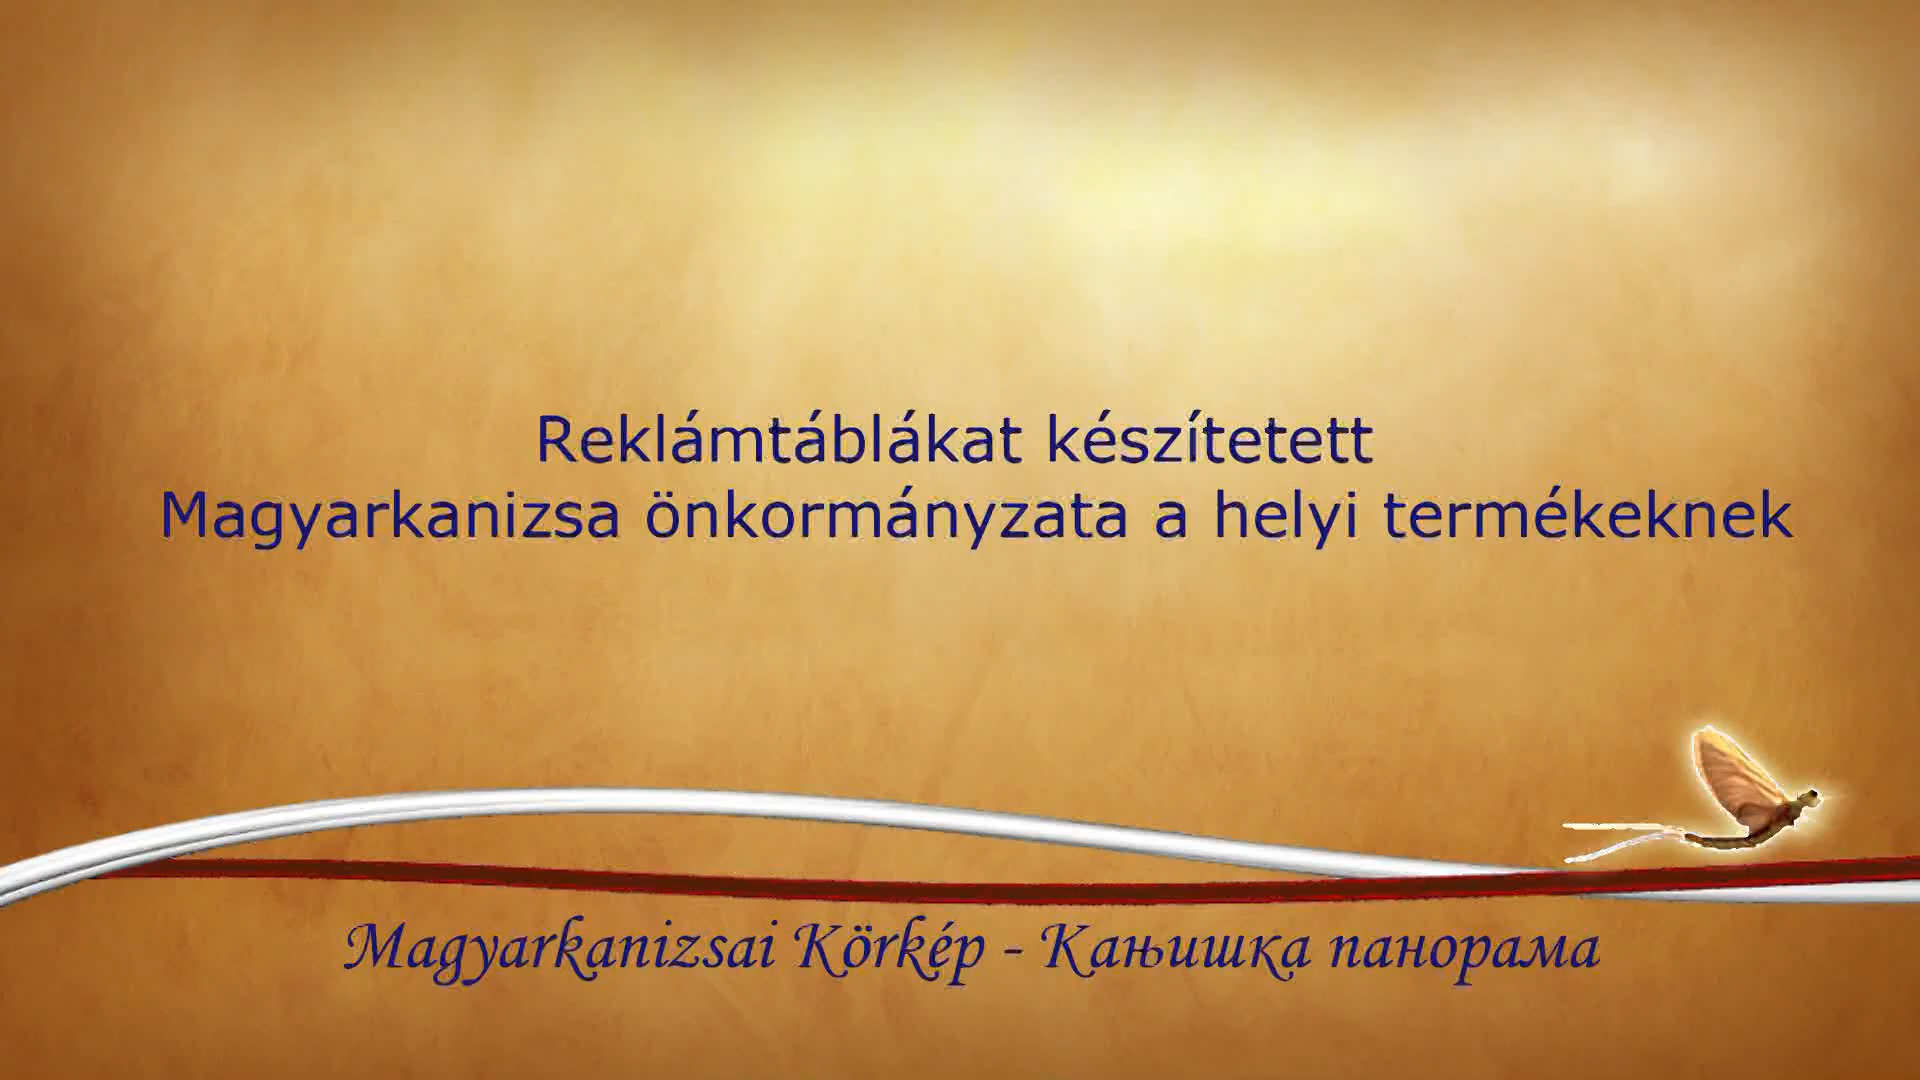 Reklámtáblákat készítetett
Magyarkanizsa önkormányzata a helyi termékeknek
Magyarkanizsai Körkép - Кањишка панорама